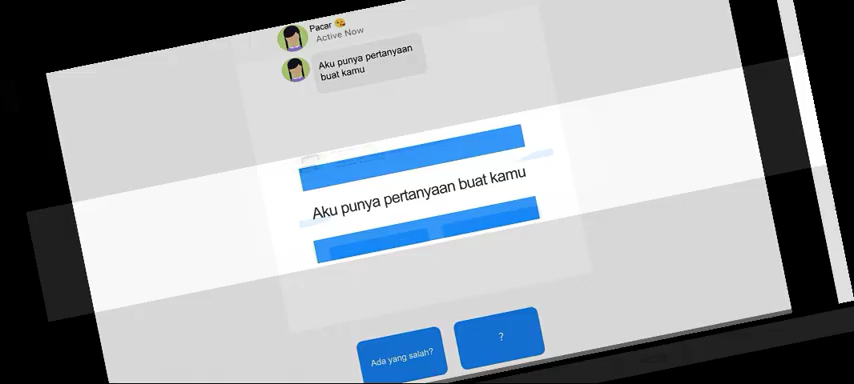 Pacar 😘
Active Now
Aku punya pertanyaan
buat kamu
Aku punya pertanyaan buat kamu
Ada yang salah?
?